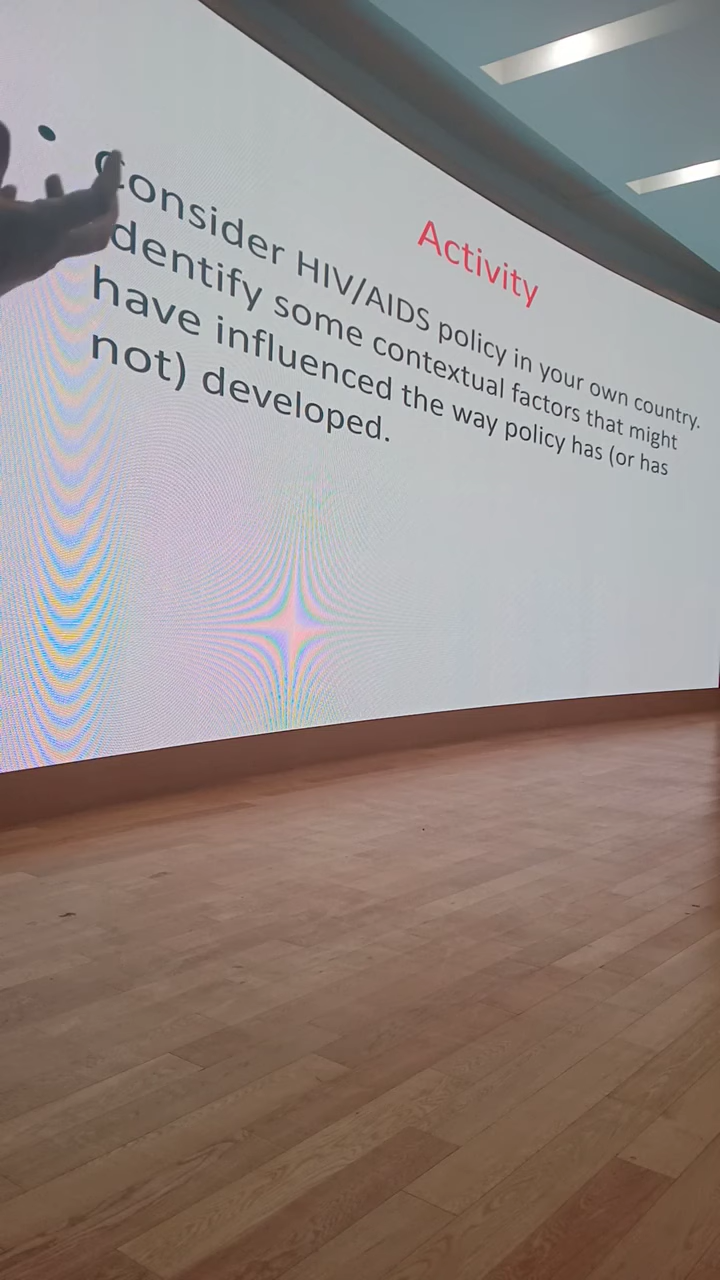 Activity
• Consider HIV/AIDS policy in your own country.
Identify some contextual factors that might
have influenced the way policy has (or has
not) developed.